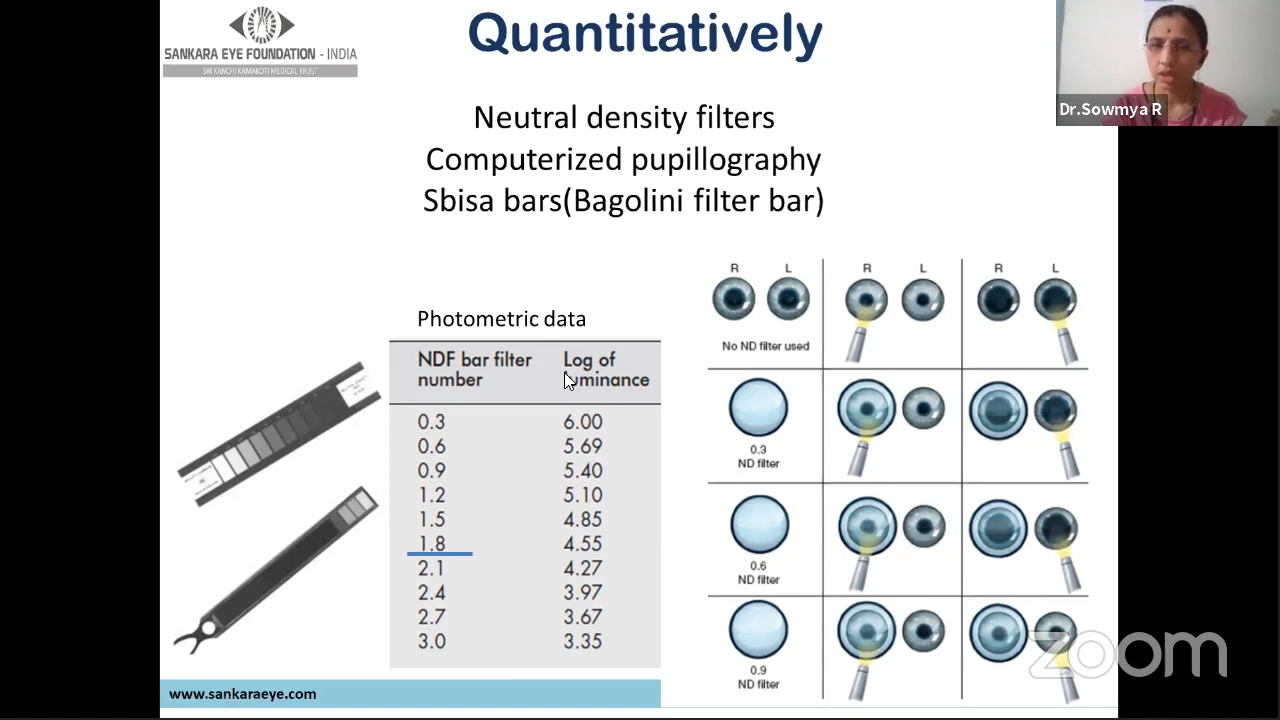 SANKARA EYE FOUNDATION - INDIA
SRI KANCHI KAMAKOTI MEDICAL TRUST
Quantitatively
Dr.Sowmya R
Neutral density filters
Computerized pupillography
Sbisa bars(Bagolini filter bar)
Photometric data
NDF bar filter number Log of luminance
0.3 6.00
0.6 5.69
0.9 5.40
1.2 5.10
1.5 4.85
1.8 4.55
2.1 4.27
2.4 3.97
2.7 3.67
3.0 3.35
R L R L R L
No ND filter used
0.3
ND filter
0.6
ND filter
0.9
ND filter
zoom
www.sankaraeye.com